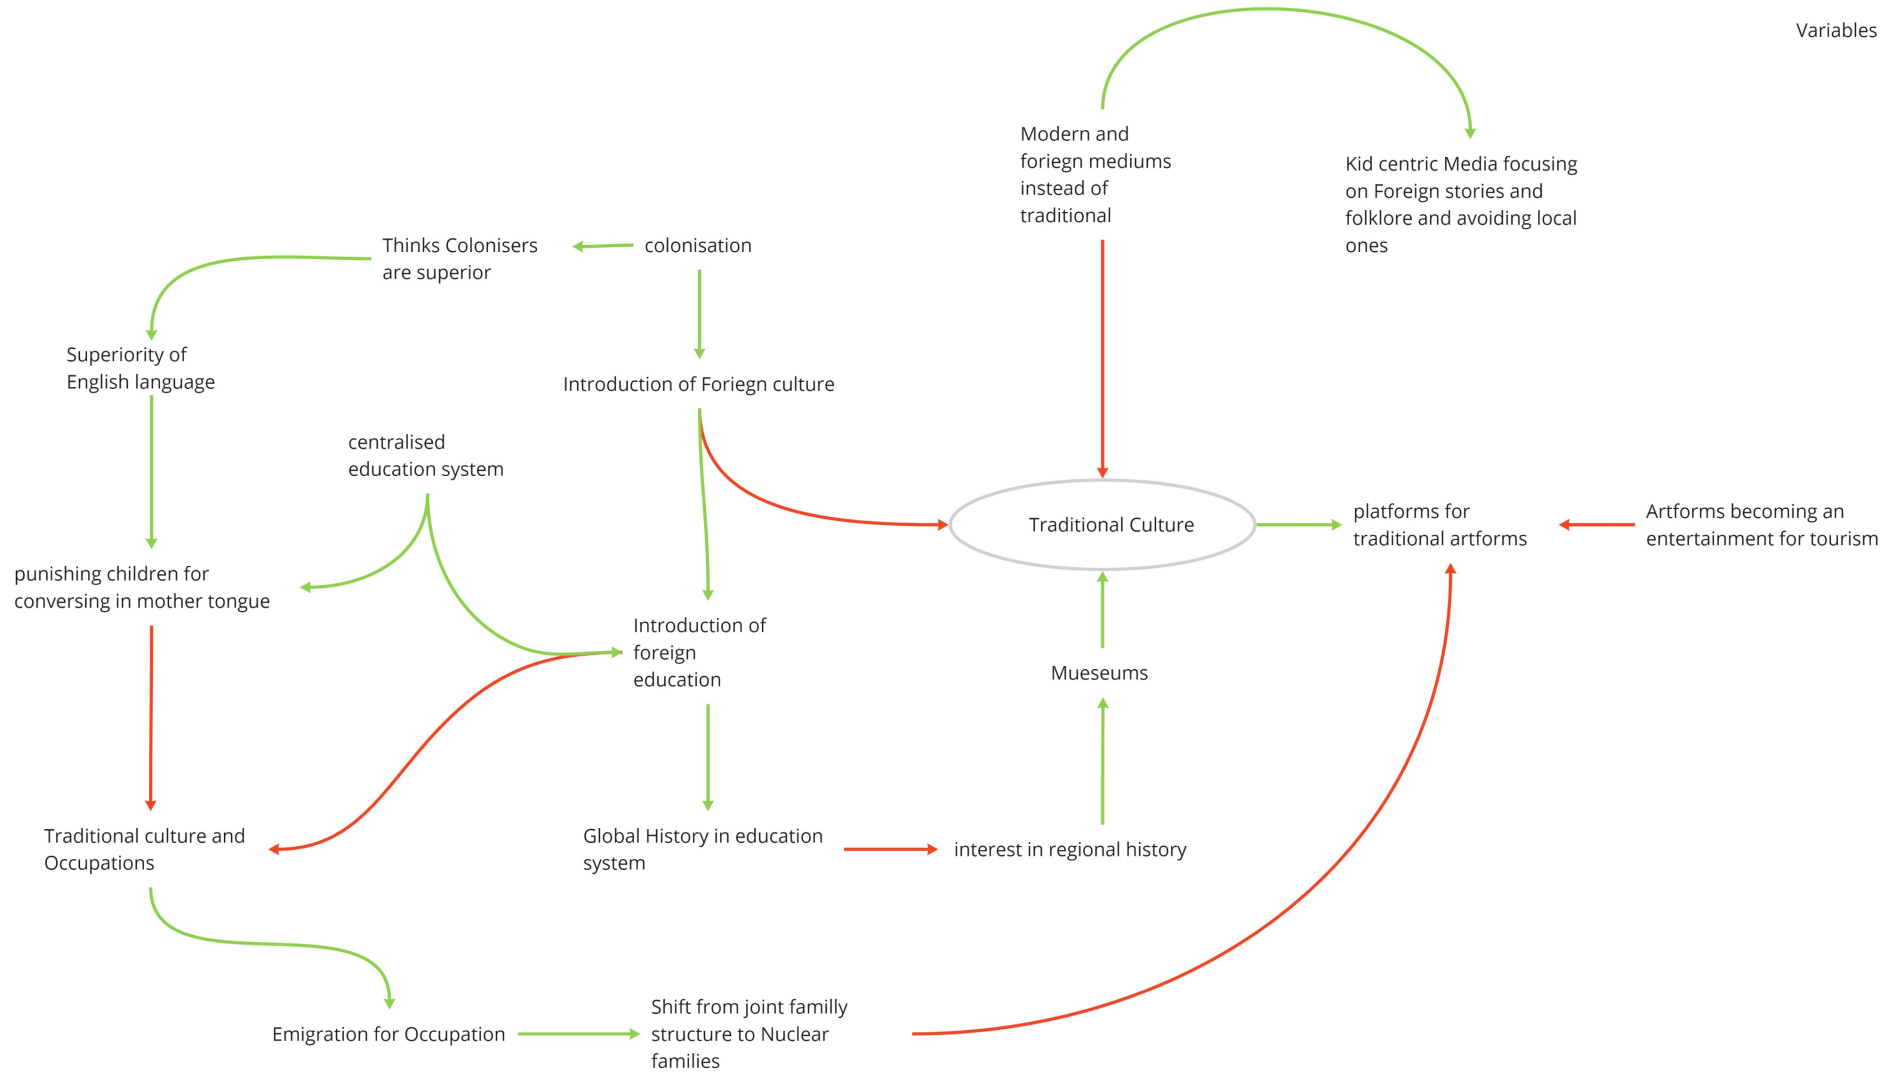 Variables
Modern and
foriegn mediums
instead of
traditional
Kid centric Media focusing
on Foreign stories and
folklore and avoiding local
ones
Thinks Colonisers
are superior
colonisation
Superiority of
English language
Introduction of Foriegn culture
centralised
education system
Traditional Culture
platforms for
traditional artforms
Artforms becoming an
entertainment for tourism
punishing children for
conversing in mother tongue
Introduction of
foreign
education
Mueseums
Traditional culture and
Occupations
Global History in education
system
interest in regional history
Emigration for Occupation
Shift from joint familly
structure to Nuclear
families